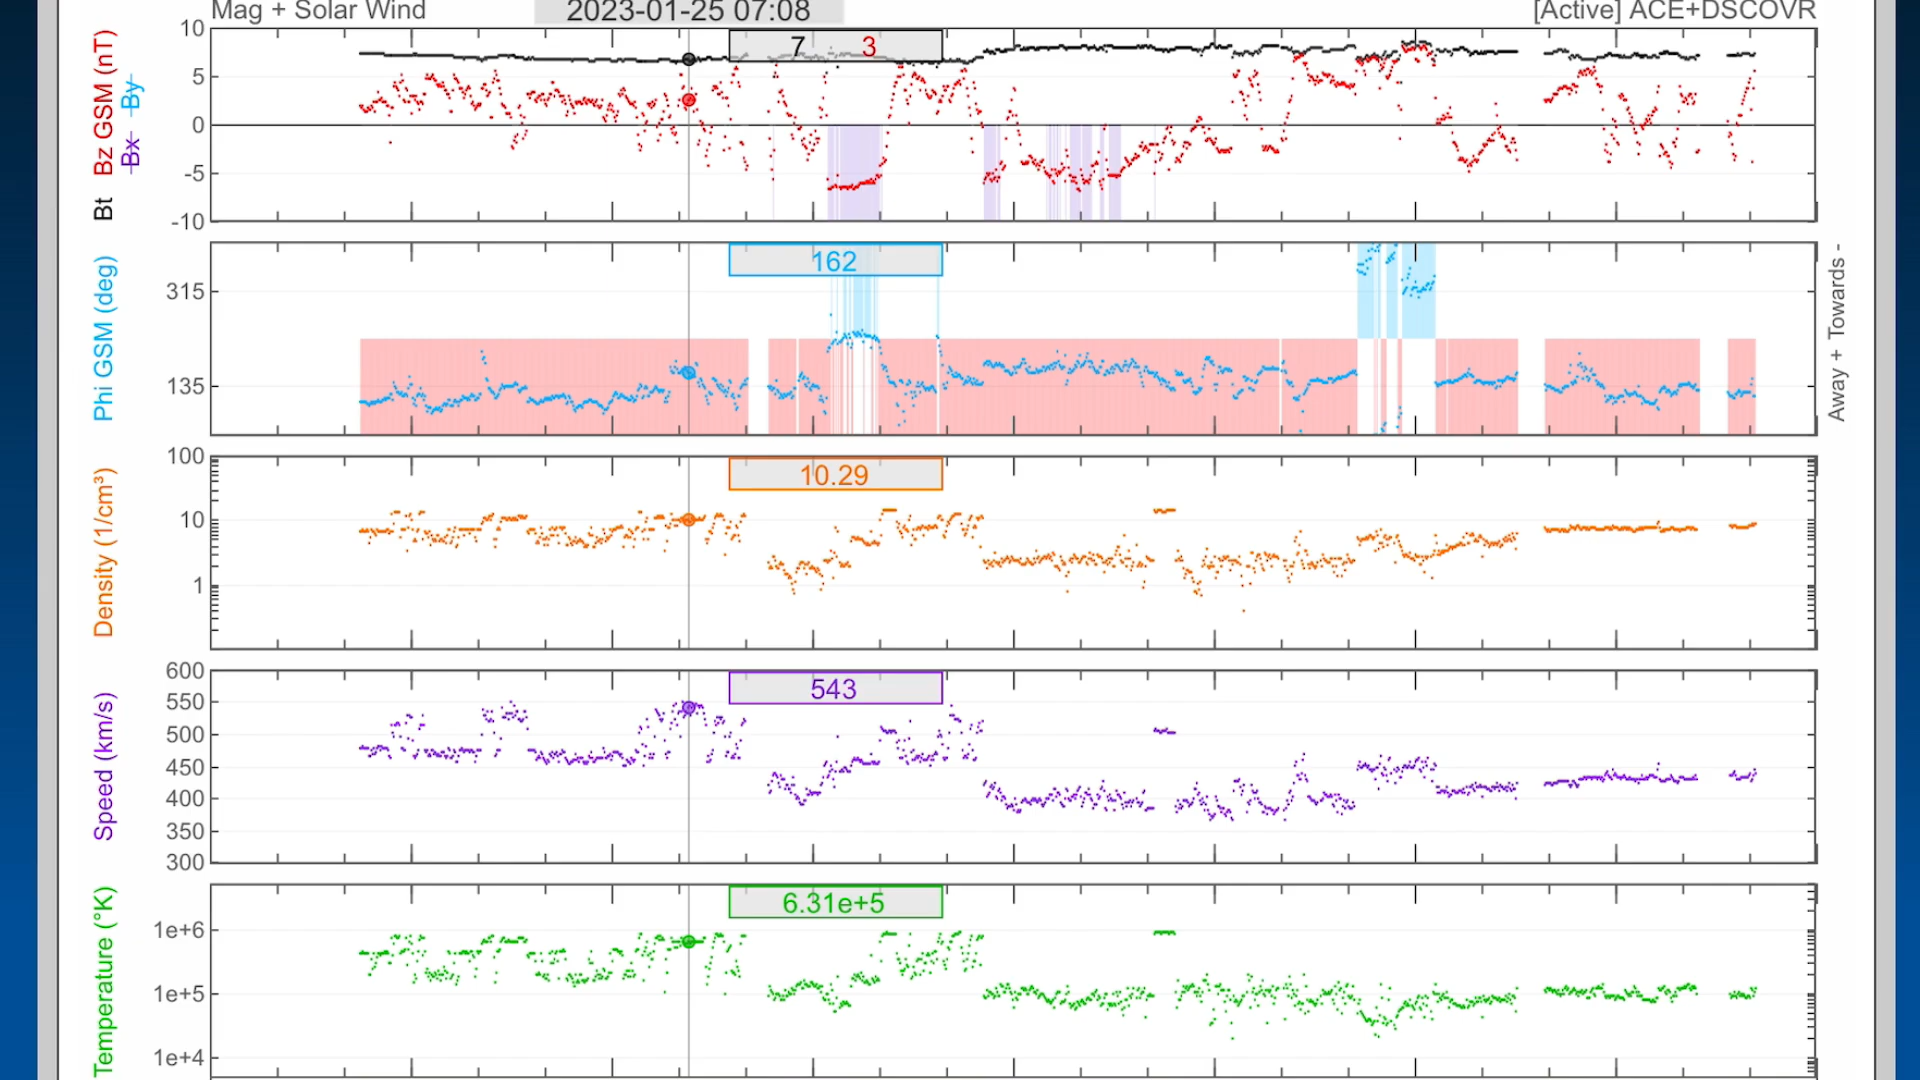 Mag + Solar Wind
2023-01-25 07:08
[Active] ACE+DSCOVR
Bt Bz GSM (nT)
Bx By
10
5
0
-5
-10
7 3
Phi GSM (deg)
315
135
162
Away + Towards -
Density (1/cm³)
100
10
1
10.29
Speed (km/s)
600
550
500
450
400
350
300
543
Temperature (°K)
1e+6
1e+5
1e+4
6.31e+5